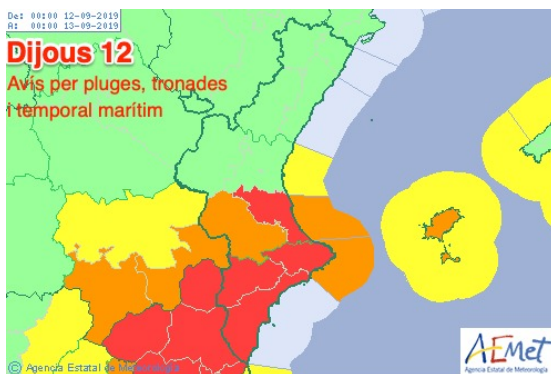 De: 00:00 12-09-2019
A: 00:00 13-09-2019
Dijous 12
Avís per pluges, tronades
i temporal marítim
© Agencia Estatal de Meteorología
AEMet
Agencia Estatal de Meteorología